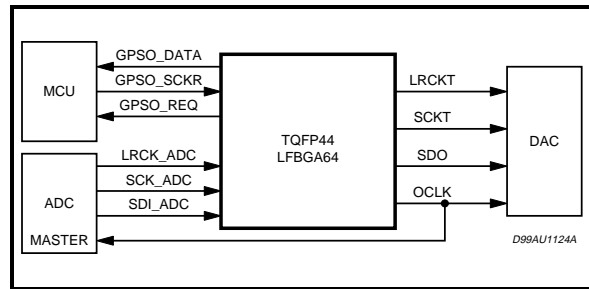 GPSO_DATA
MCU
GPSO_SCKR
GPSO_REQ
LRCK_ADC
SCK_ADC
SDI_ADC
ADC
MASTER
TQFP44
LFBGA64
LRCKT
SCKT
SDO
OCLK
DAC
D99AU1124A